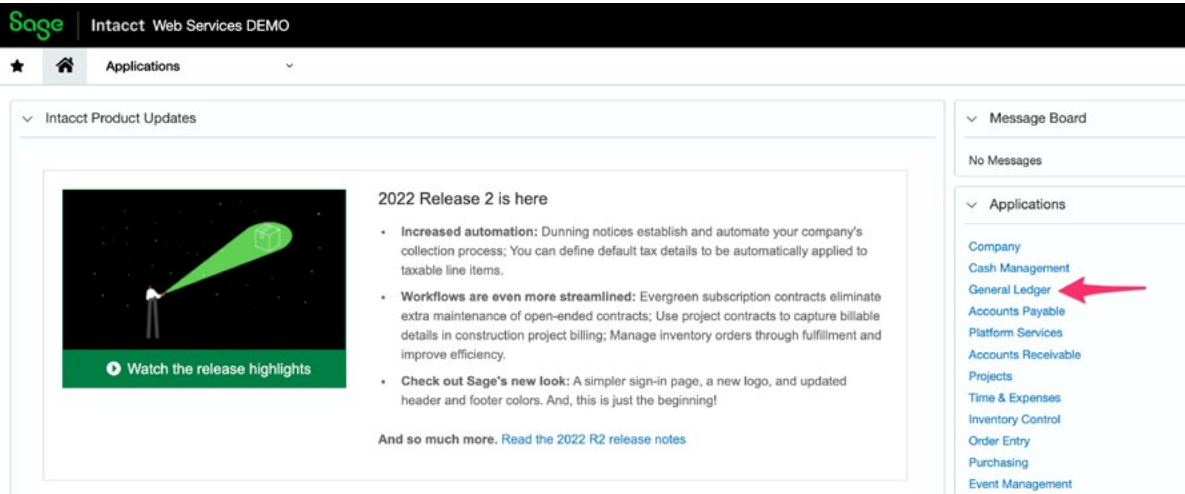 Sage Intacct Web Services DEMO
Applications
Intacct Product Updates
2022 Release 2 is here
• Increased automation: Dunning notices establish and automate your company's
collection process; You can define default tax details to be automatically applied to
taxable line items.
• Workflows are even more streamlined: Evergreen subscription contracts eliminate
extra maintenance of open-ended contracts; Use project contracts to capture billable
details in construction project billing; Manage inventory orders through fulfillment and
improve efficiency.
• Check out Sage's new look: A simpler sign-in page, a new logo, and updated
header and footer colors. And, this is just the beginning!
And so much more. Read the 2022 R2 release notes
Watch the release highlights
Message Board
No Messages
Applications
Company
Cash Management
General Ledger
Accounts Payable
Platform Services
Accounts Receivable
Projects
Time & Expenses
Inventory Control
Order Entry
Purchasing
Event Management